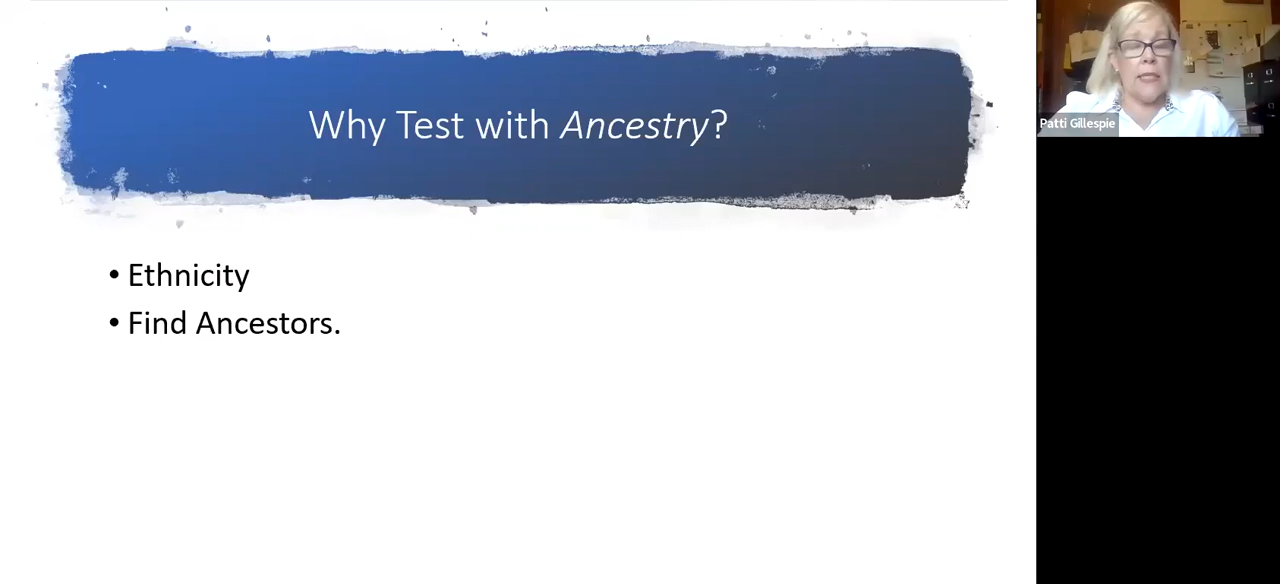 Why Test with Ancestry?
• Ethnicity
• Find Ancestors.
Patti Gillespie